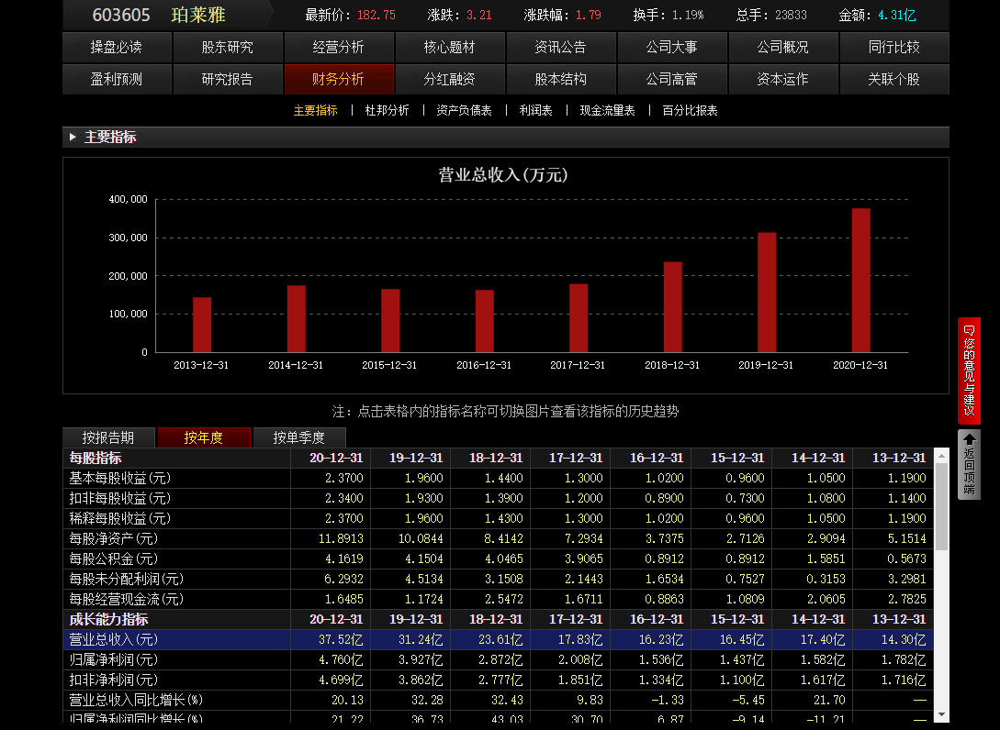 603605 珀莱雅 最新价: 182.75 涨跌: 3.21 涨跌幅: 1.79 换手: 1.19% 总手: 23833 金额: 4.31亿
操盘必读 股东研究 经营分析 核心题材 资讯公告 公司大事 公司概况 同行比较
盈利预测 研究报告 财务分析 分红融资 股本结构 公司高管 资本运作 关联个股
主要指标 | 杜邦分析 | 资产负债表 | 利润表 | 现金流量表 | 百分比报表
主要指标
营业总收入(万元)
400,000
300,000
200,000
100,000
0
2013-12-31 2014-12-31 2015-12-31 2016-12-31 2017-12-31 2018-12-31 2019-12-31 2020-12-31
您的意见与建议
返回顶端
注: 点击表格内的指标名称可切换图片查看该指标的历史趋势
按报告期 按年度 按单季度
每股指标 20-12-31 19-12-31 18-12-31 17-12-31 16-12-31 15-12-31 14-12-31 13-12-31
基本每股收益(元) 2.3700 1.9600 1.4400 1.3000 1.0200 0.9600 1.0500 1.1900
扣非每股收益(元) 2.3400 1.9300 1.3900 1.2000 0.8900 0.7300 1.0800 1.1400
稀释每股收益(元) 2.3700 1.9600 1.4300 1.3000 1.0200 0.9600 1.0500 1.1900
每股净资产(元) 11.8913 10.0844 8.4142 7.2934 3.7375 2.7126 2.9094 5.1514
每股公积金(元) 4.1619 4.1504 4.0465 3.9065 0.8912 0.8912 1.5851 0.5673
每股未分配利润(元) 6.2932 4.5134 3.1508 2.1443 1.6534 0.7527 0.3153 3.2981
每股经营现金流(元) 1.6485 1.1724 2.5472 1.6711 0.8863 1.0809 2.0605 2.7825
成长能力指标 20-12-31 19-12-31 18-12-31 17-12-31 16-12-31 15-12-31 14-12-31 13-12-31
营业总收入(元) 37.52亿 31.24亿 23.61亿 17.83亿 16.23亿 16.45亿 17.40亿 14.30亿
归属净利润(元) 4.760亿 3.927亿 2.872亿 2.008亿 1.536亿 1.437亿 1.582亿 1.782亿
扣非净利润(元) 4.699亿 3.862亿 2.777亿 1.851亿 1.334亿 1.100亿 1.617亿 1.716亿
营业总收入同比增长(%) 20.13 32.28 32.43 9.83 -1.33 -5.45 21.70 —
归属净利润同比增长(%) 21.22 36.73 43.03 30.70 6.87 -9.14 -11.21 —